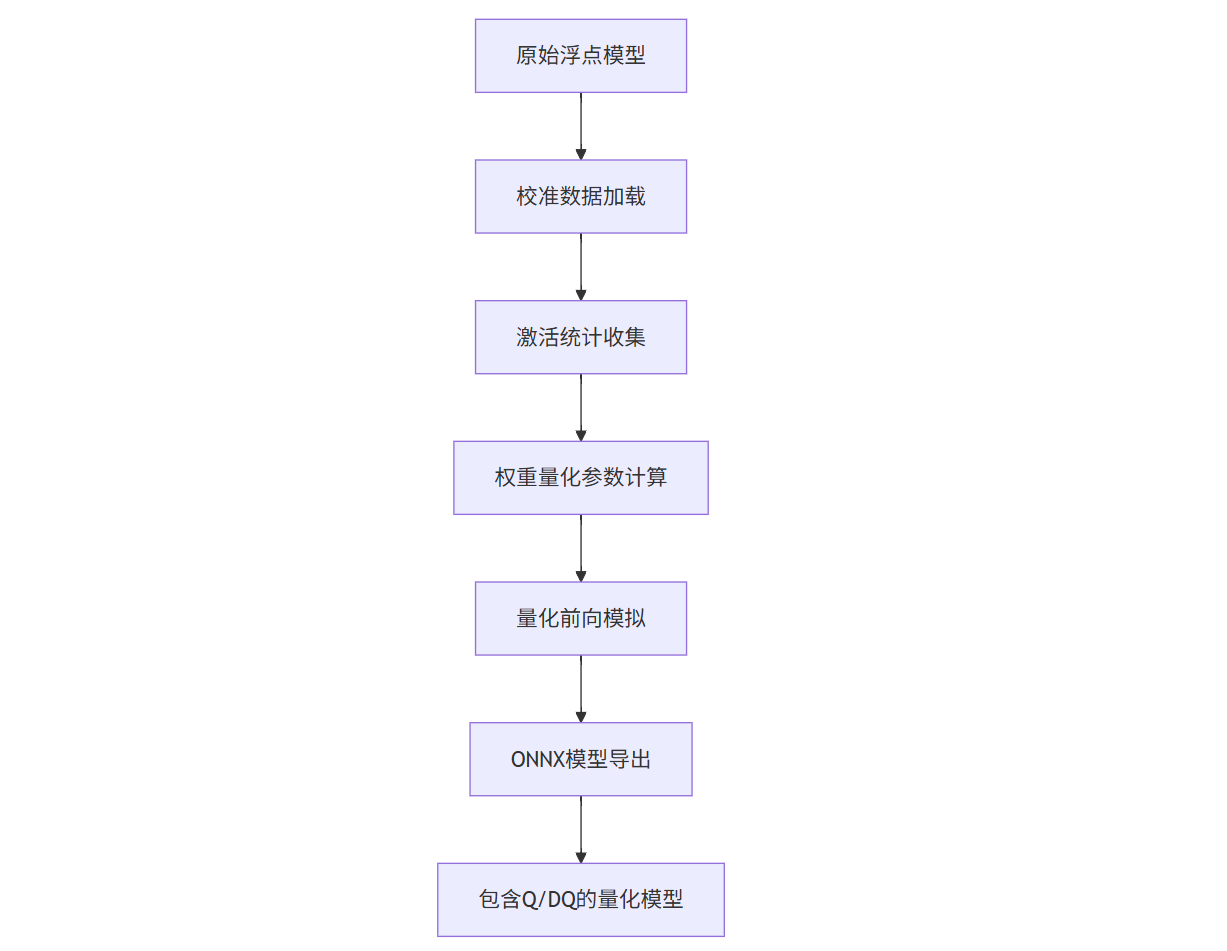 原始浮点模型
校准数据加载
激活统计收集
权重量化参数计算
量化前向模拟
ONNX模型导出
包含Q/DQ的量化模型